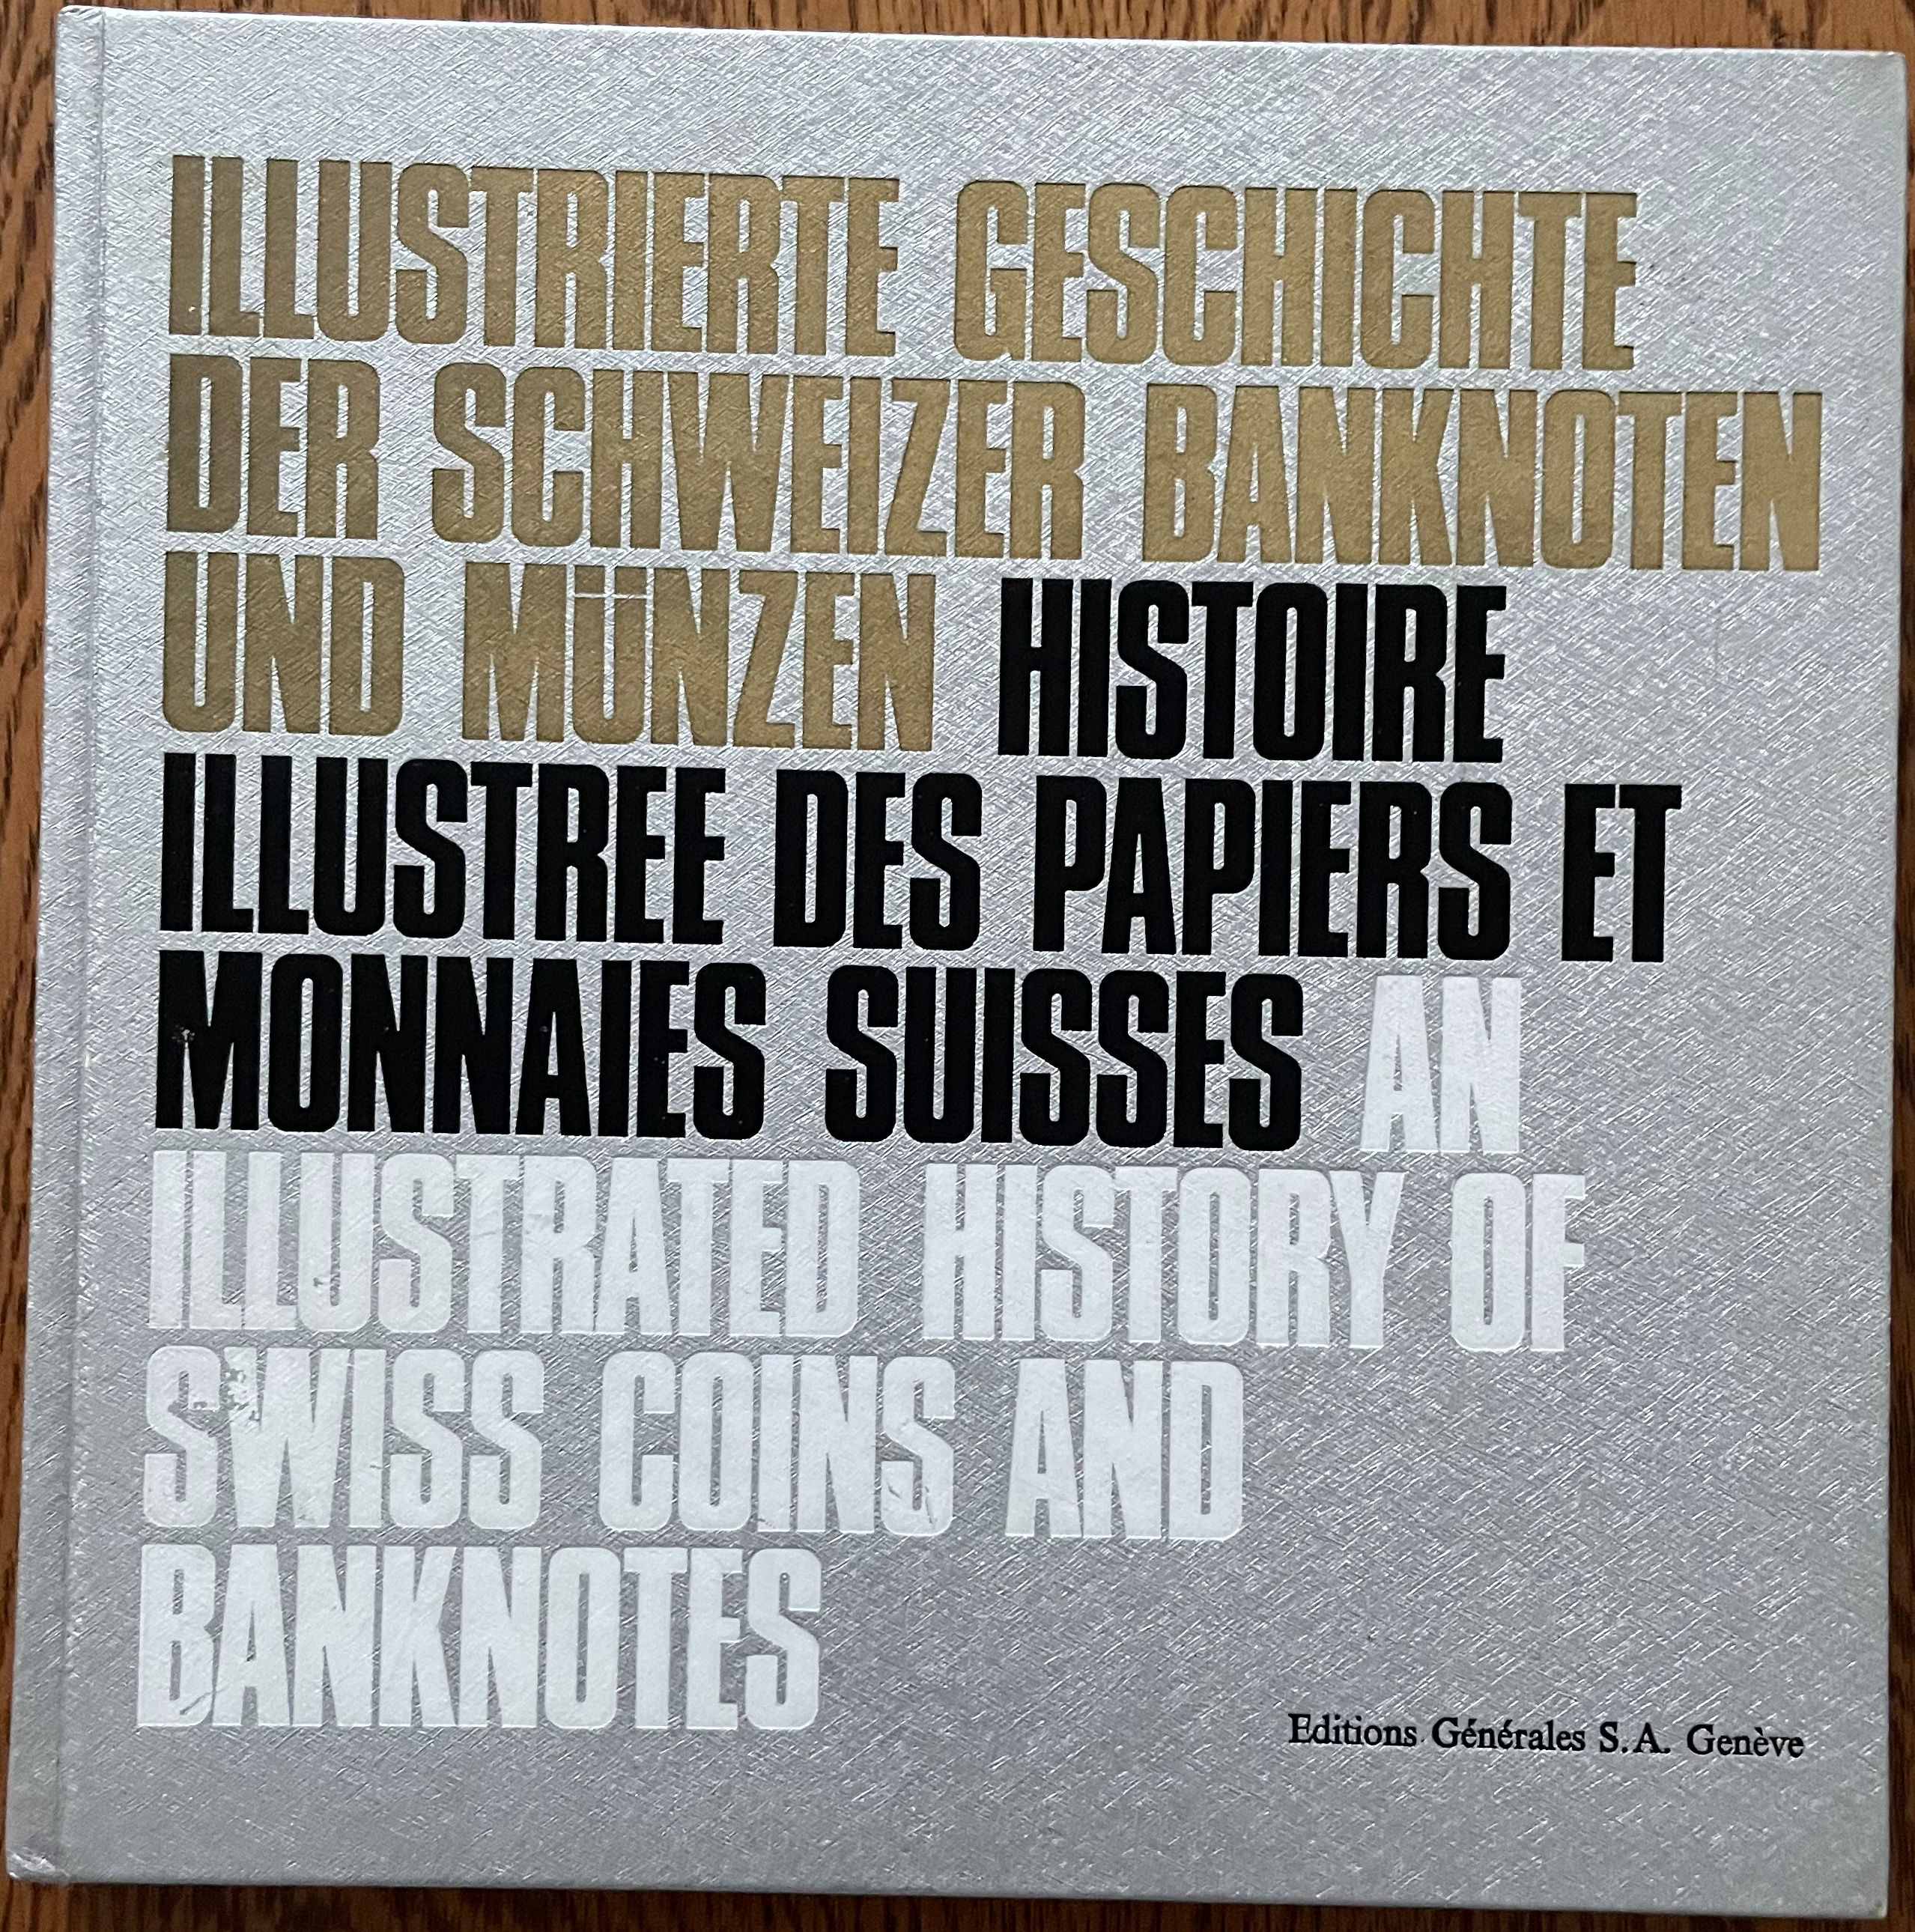 ILLUSTRIERTE GESCHICHTE
DER SCHWEIZER BANKNOTEN
UND MÜNZEN HISTOIRE
ILLUSTREE DES PAPIERS ET
MONNAIES SUISSES AN
ILLUSTRATED HISTORY OF
SWISS COINS AND
BANKNOTES
Editions Générales S.A. Genève